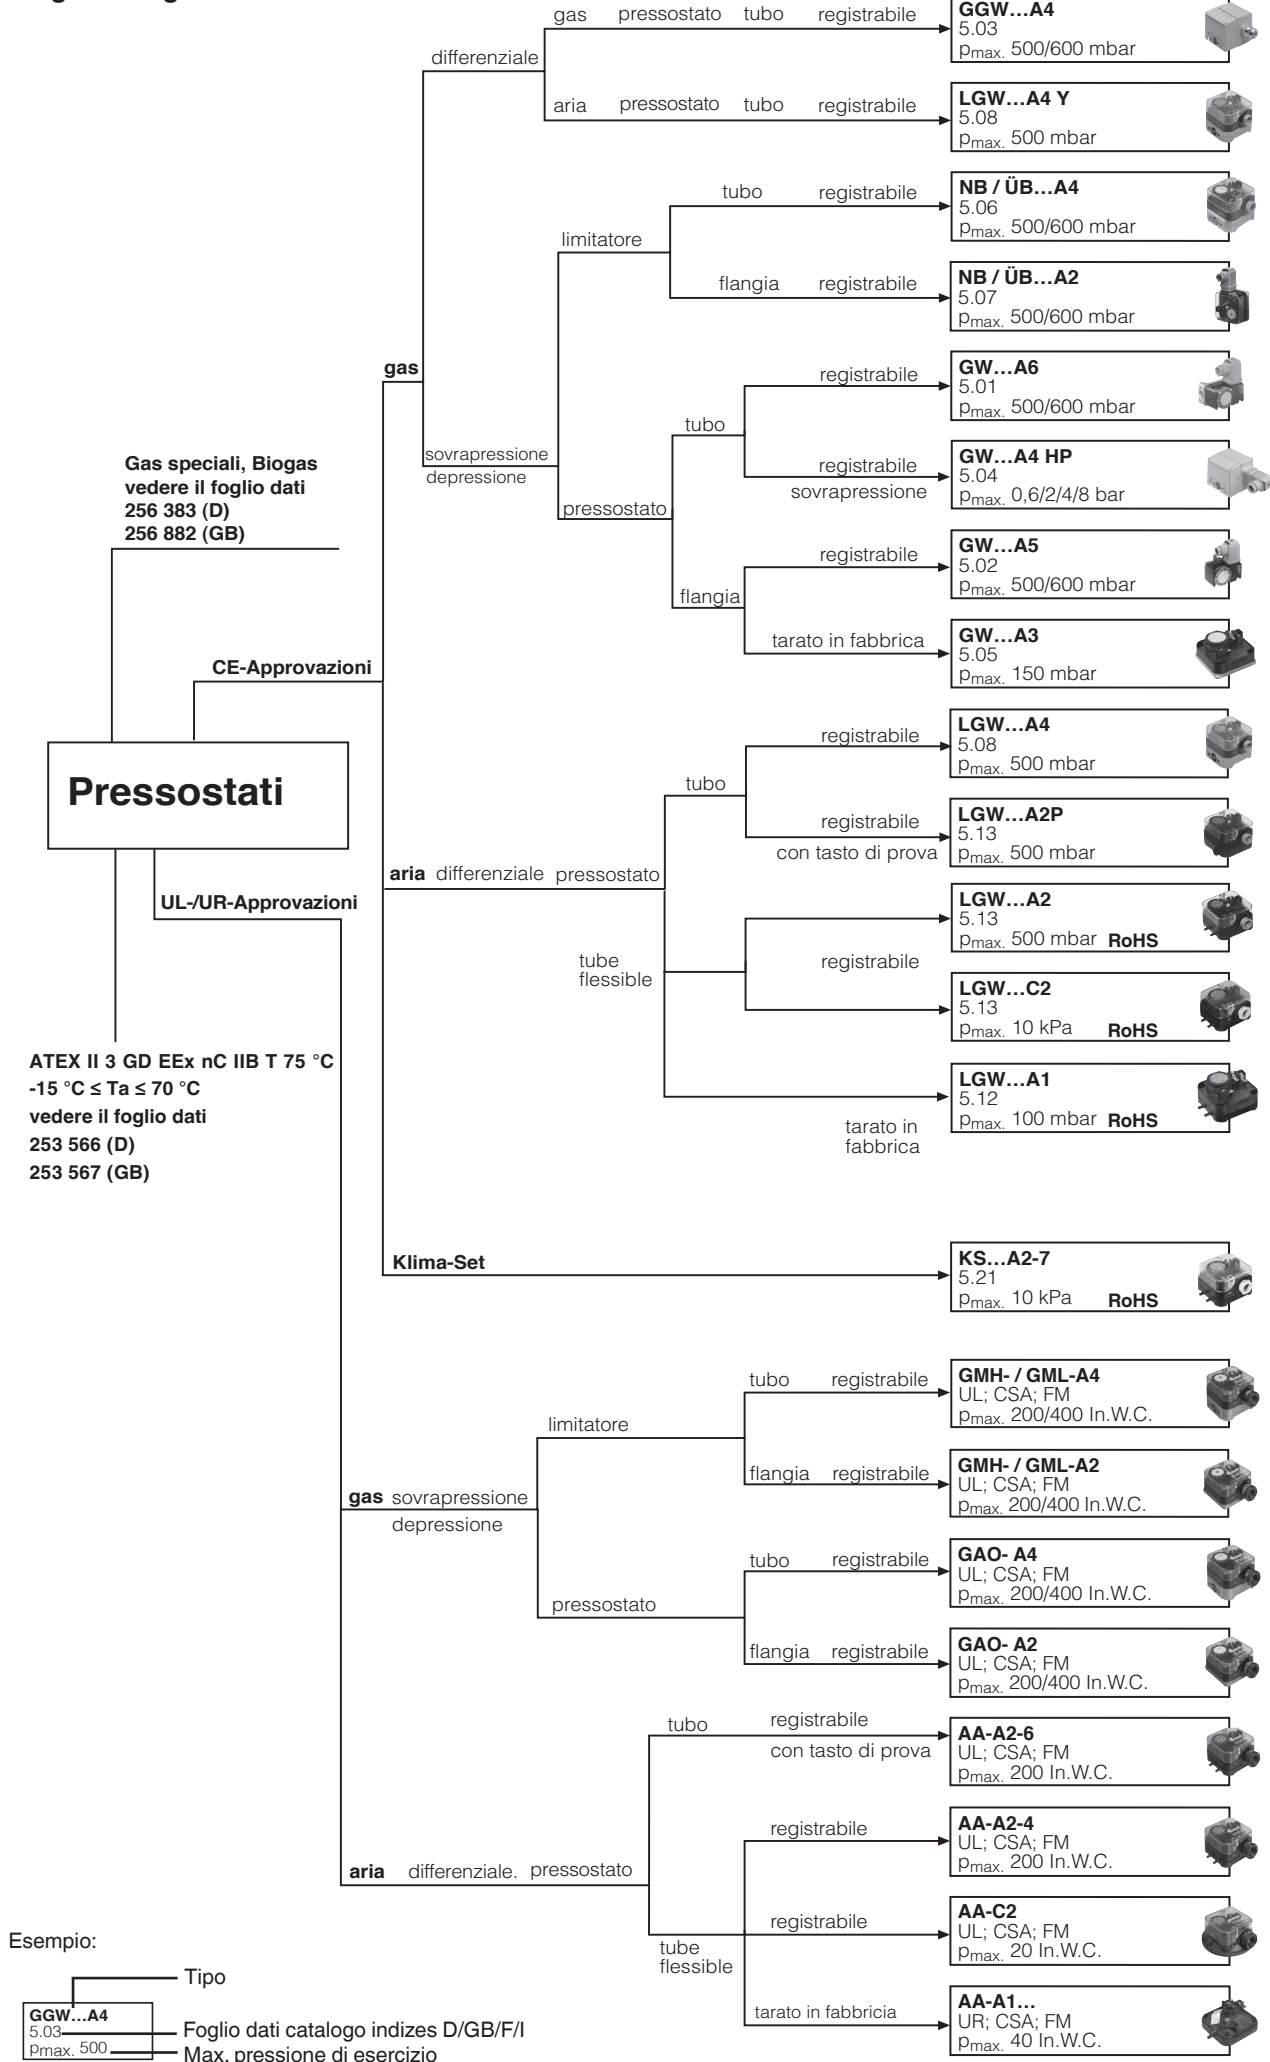 gas pressostato tubo registrabile
GGW…A4
5.03
pmax. 500/600 mbar
differenziale
aria pressostato tubo registrabile
LGW…A4 Y
5.08
pmax. 500 mbar
tubo registrabile
NB / ÜB…A4
5.06
pmax. 500/600 mbar
limitatore
flangia registrabile
NB / ÜB…A2
5.07
pmax. 500/600 mbar
gas
registrabile
GW…A6
5.01
pmax. 500/600 mbar
tubo
sovrapressione
depressione
registrabile
sovrapressione
GW…A4 HP
5.04
pmax. 0,6/2/4/8 bar
pressostato
registrabile
GW…A5
5.02
pmax. 500/600 mbar
flangia
tarato in fabbrica
GW…A3
5.05
pmax. 150 mbar
Gas speciali, Biogas
vedere il foglio dati
256 383 (D)
256 882 (GB)
CE-Approvazioni
Pressostati
registrabile
LGW…A4
5.08
pmax. 500 mbar
tubo
registrabile
con tasto di prova
LGW…A2P
5.13
pmax. 500 mbar
aria differenziale pressostato
UL-/UR-Approvazioni
LGW…A2
5.13
pmax. 500 mbar RoHS
tube
flessible
registrabile
LGW…C2
5.13
pmax. 10 kPa RoHS
ATEX II 3 GD EEx nC IIB T 75 °C
-15 °C ≤ Ta ≤ 70 °C
vedere il foglio dati
253 566 (D)
253 567 (GB)
LGW…A1
5.12
pmax. 100 mbar RoHS
tarato in
fabbrica
Klima-Set
KS…A2-7
5.21
pmax. 10 kPa RoHS
tubo registrabile
GMH- / GML-A4
UL; CSA; FM
pmax. 200/400 In.W.C.
limitatore
flangia registrabile
GMH- / GML-A2
UL; CSA; FM
pmax. 200/400 In.W.C.
gas sovrapressione
depressione
tubo registrabile
GAO- A4
UL; CSA; FM
pmax. 200/400 In.W.C.
pressostato
flangia registrabile
GAO- A2
UL; CSA; FM
pmax. 200/400 In.W.C.
tubo registrabile
con tasto di prova
AA-A2-6
UL; CSA; FM
pmax. 200 In.W.C.
registrabile
AA-A2-4
UL; CSA; FM
pmax. 200 In.W.C.
aria differenziale. pressostato
registrabile
AA-C2
UL; CSA; FM
pmax. 20 In.W.C.
tube
flessible
tarato in fabbricia
AA-A1…
UR; CSA; FM
pmax. 40 In.W.C.
Esempio:
Tipo
GGW…A4
5.03
Foglio dati catalogo indizes D/GB/F/I
pmax. 500
Max. pressione di esercizio